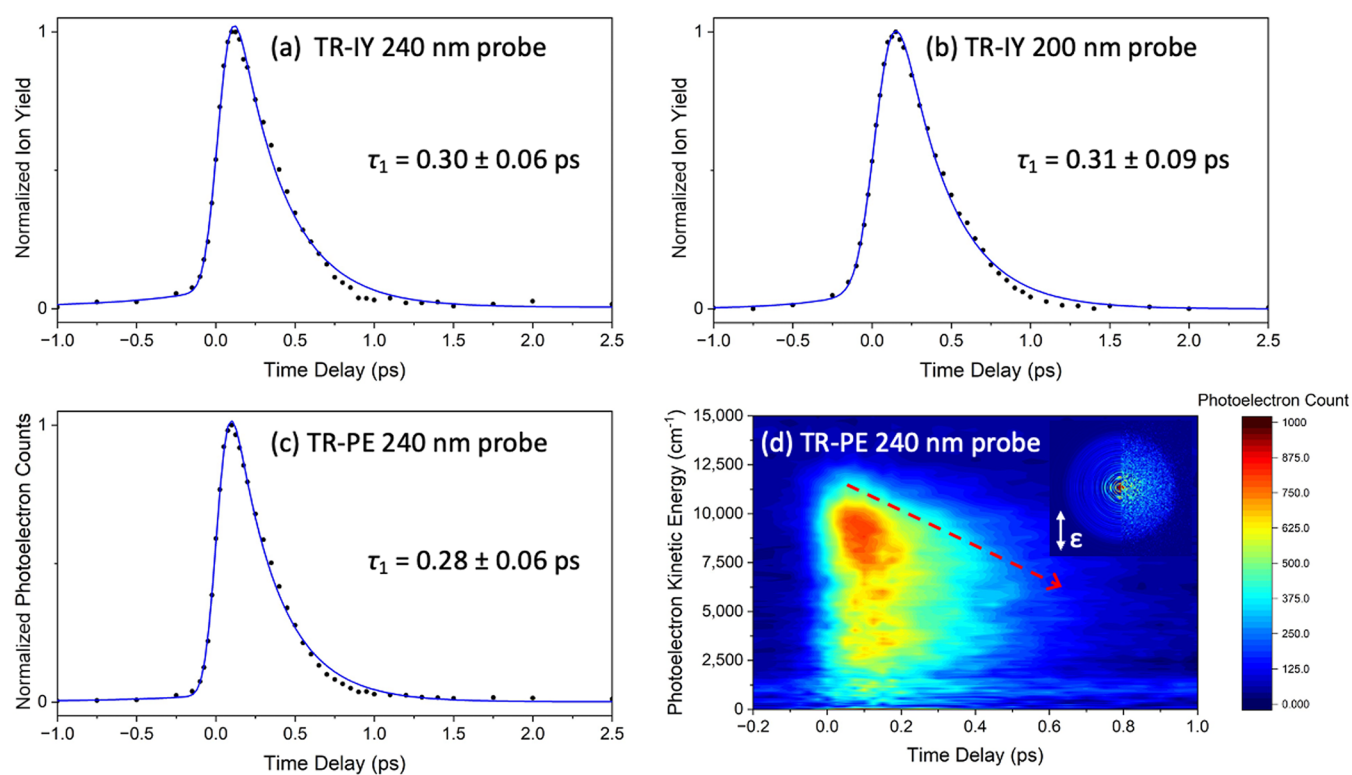 (a) TR-IY 240 nm probe
τ1 = 0.30 ± 0.06 ps
Normalized Ion Yield
1
0
−1.0 −0.5 0.0 0.5 1.0 1.5 2.0 2.5
Time Delay (ps)
(b) TR-IY 200 nm probe
τ1 = 0.31 ± 0.09 ps
Normalized Ion Yield
1
0
−1.0 −0.5 0.0 0.5 1.0 1.5 2.0 2.5
Time Delay (ps)
(c) TR-PE 240 nm probe
τ1 = 0.28 ± 0.06 ps
Normalized Photoelectron Counts
1
0
−1.0 −0.5 0.0 0.5 1.0 1.5 2.0 2.5
Time Delay (ps)
Photoelectron Count
(d) TR-PE 240 nm probe
ε
Photoelectron Kinetic Energy (cm⁻¹)
15,000
12,500
10,000
7,500
5,000
2,500
0
−0.2 0.0 0.2 0.4 0.6 0.8 1.0
Time Delay (ps)
1000
875.0
750.0
625.0
500.0
375.0
250.0
125.0
0.000